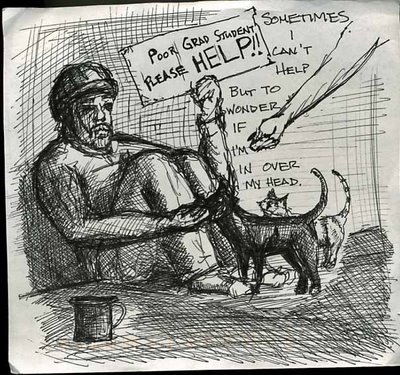 POOR GRAD STUDENT
PLEASE HELP!!
SOMETIMES
I
CAN'T
HELP
BUT TO
WONDER
IF
I'M
IN OVER
MY HEAD.